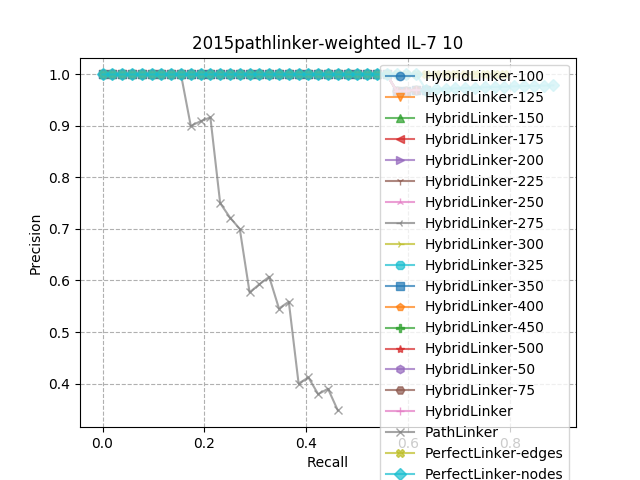 2015pathlinker-weighted IL-7 10
Precision
1.0
0.9
0.8
0.7
0.6
0.5
0.4
0.0
0.2
0.4
0.6
0.8
Recall
HybridLinker-100
HybridLinker-125
HybridLinker-150
HybridLinker-175
HybridLinker-200
HybridLinker-225
HybridLinker-250
HybridLinker-275
HybridLinker-300
HybridLinker-325
HybridLinker-350
HybridLinker-400
HybridLinker-450
HybridLinker-500
HybridLinker-50
HybridLinker-75
HybridLinker
PathLinker
PerfectLinker-edges
PerfectLinker-nodes